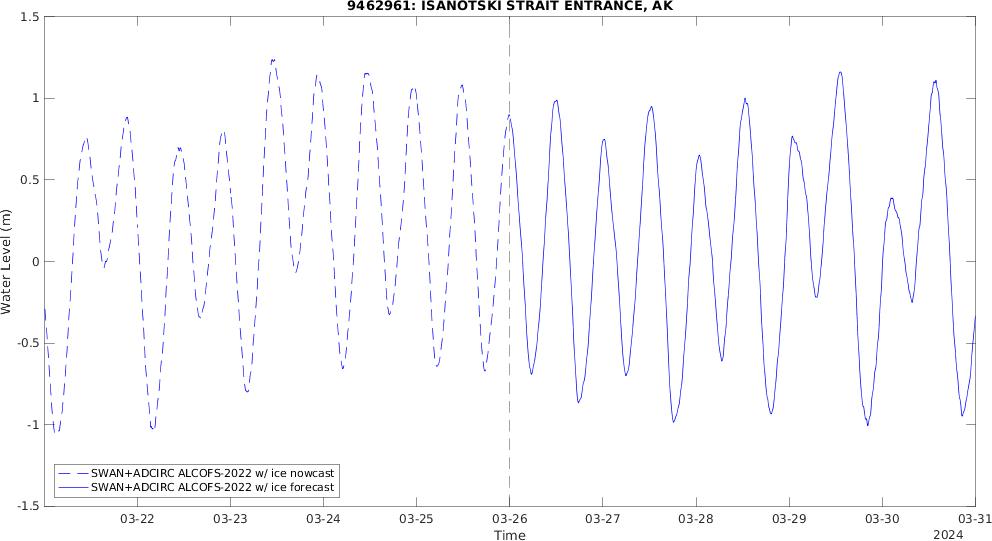 9462961: ISANOTSKI STRAIT ENTRANCE, AK
1.5
1
0.5
0
-0.5
-1
-1.5
Water Level (m)
SWAN+ADCIRC ALCOFS-2022 w/ ice nowcast
SWAN+ADCIRC ALCOFS-2022 w/ ice forecast
03-22 03-23 03-24 03-25 03-26 03-27 03-28 03-29 03-30 03-31
Time
2024